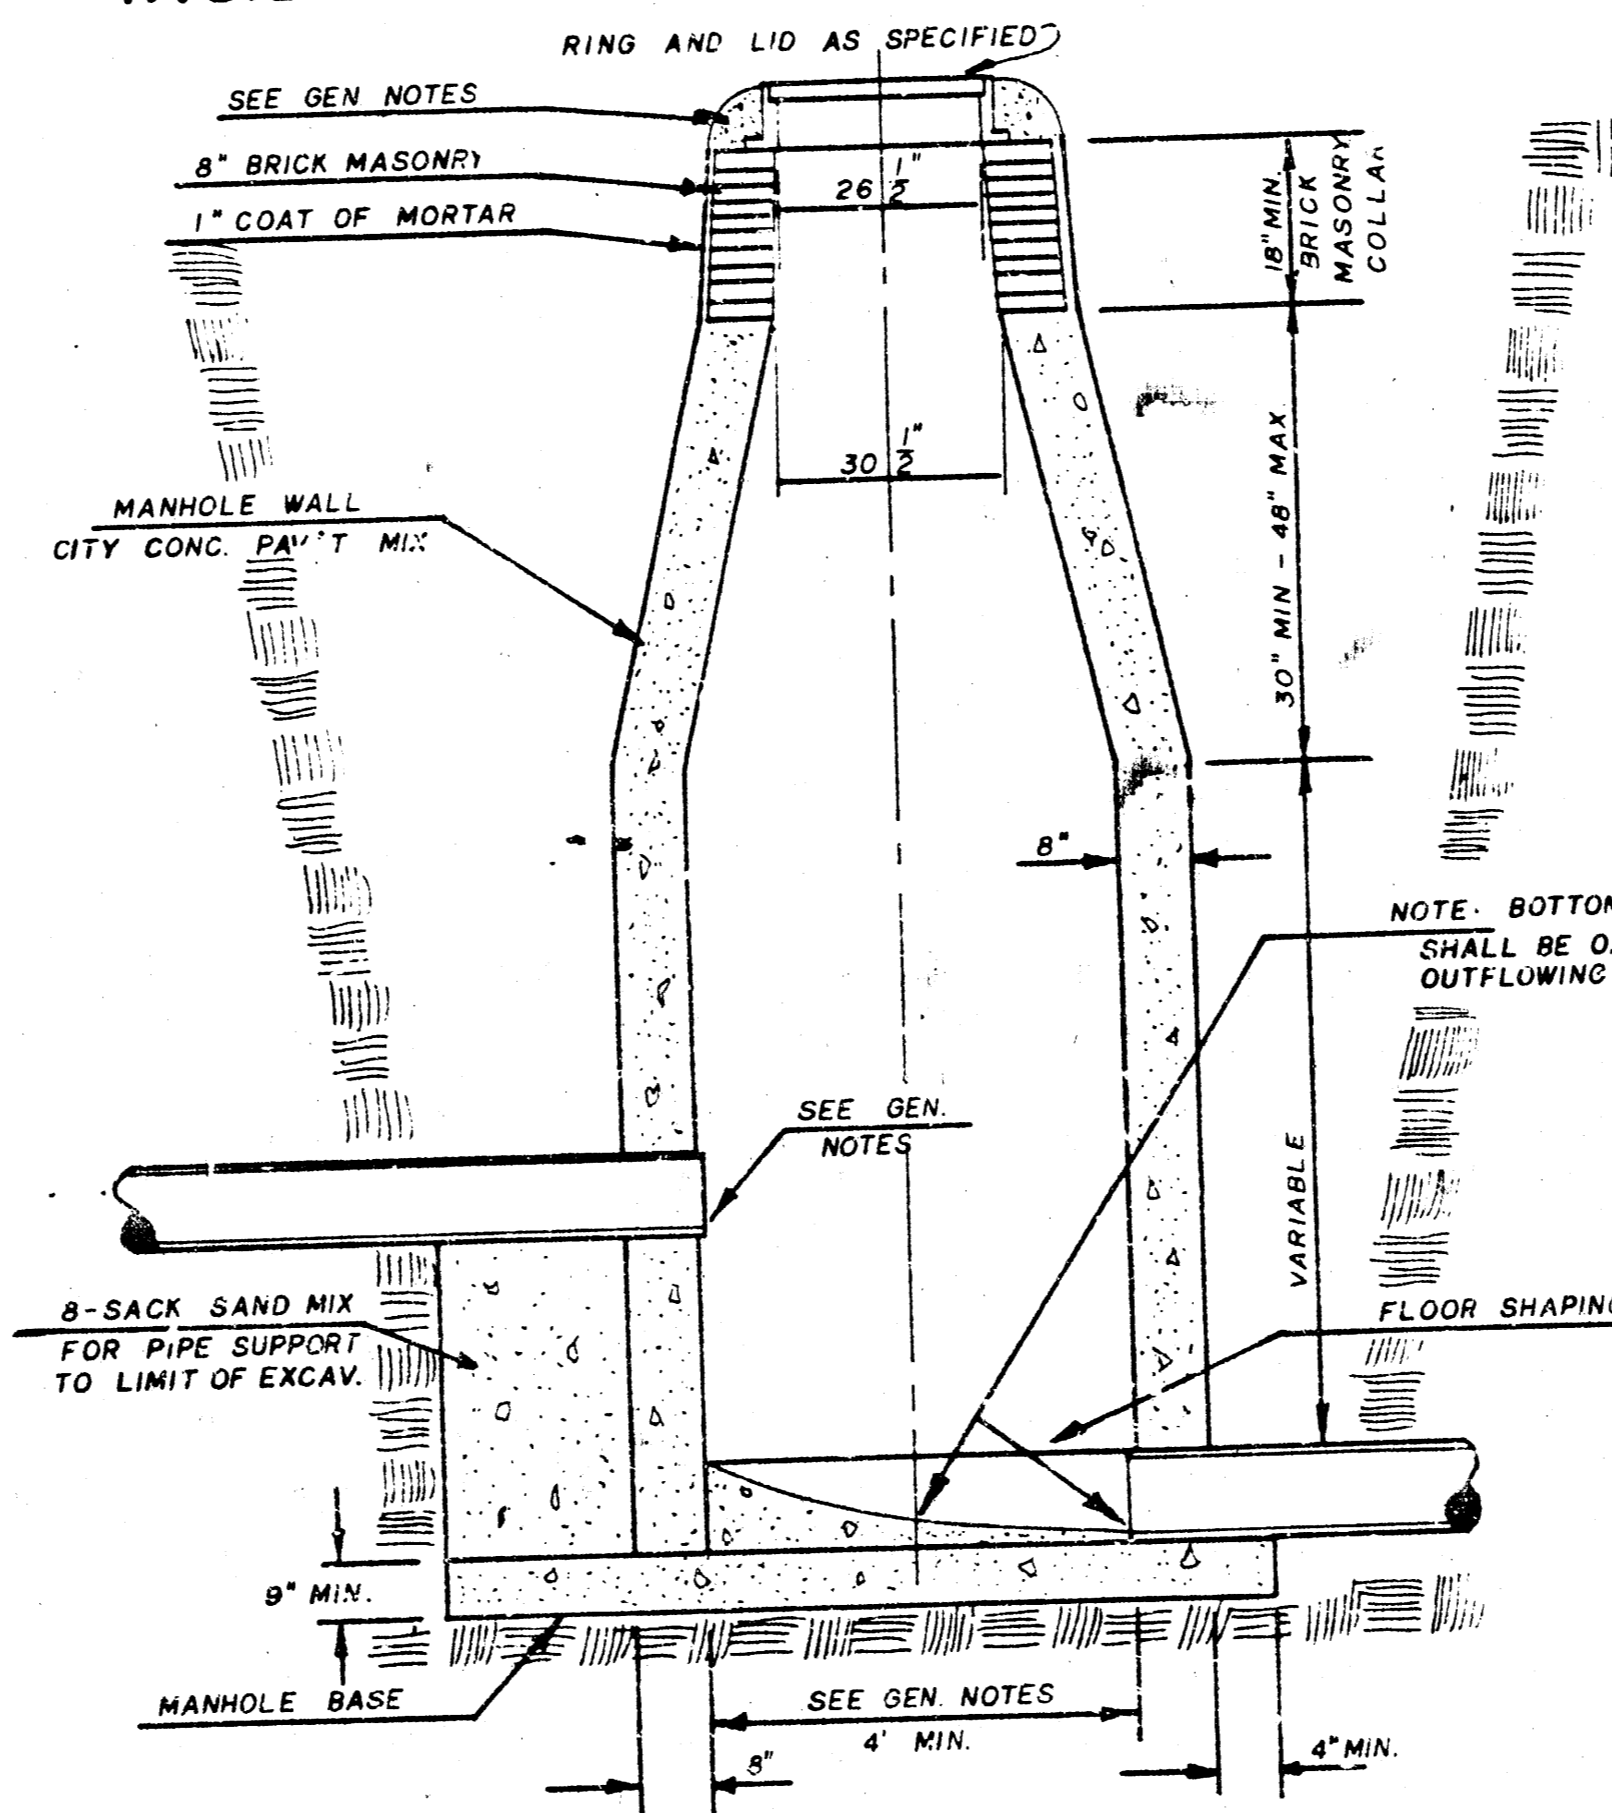 RING AND LID AS SPECIFIED
SEE GEN NOTES
8" BRICK MASONRY
1" COAT OF MORTAR
26 1/2"
18" MIN.
BRICK
MASONRY
COLLAR
30 1/2"
MANHOLE WALL
CITY CONC. PAV'T MIX
30" MIN - 48" MAX
8"
NOTE. BOTTOM
SHALL BE
OUTFLOWING
SEE GEN.
NOTES
VARIABLE
8-SACK SAND MIX
FOR PIPE SUPPORT
TO LIMIT OF EXCAV.
FLOOR SHAPING
9" MIN.
MANHOLE BASE
SEE GEN. NOTES
4' MIN.
8"
4" MIN.